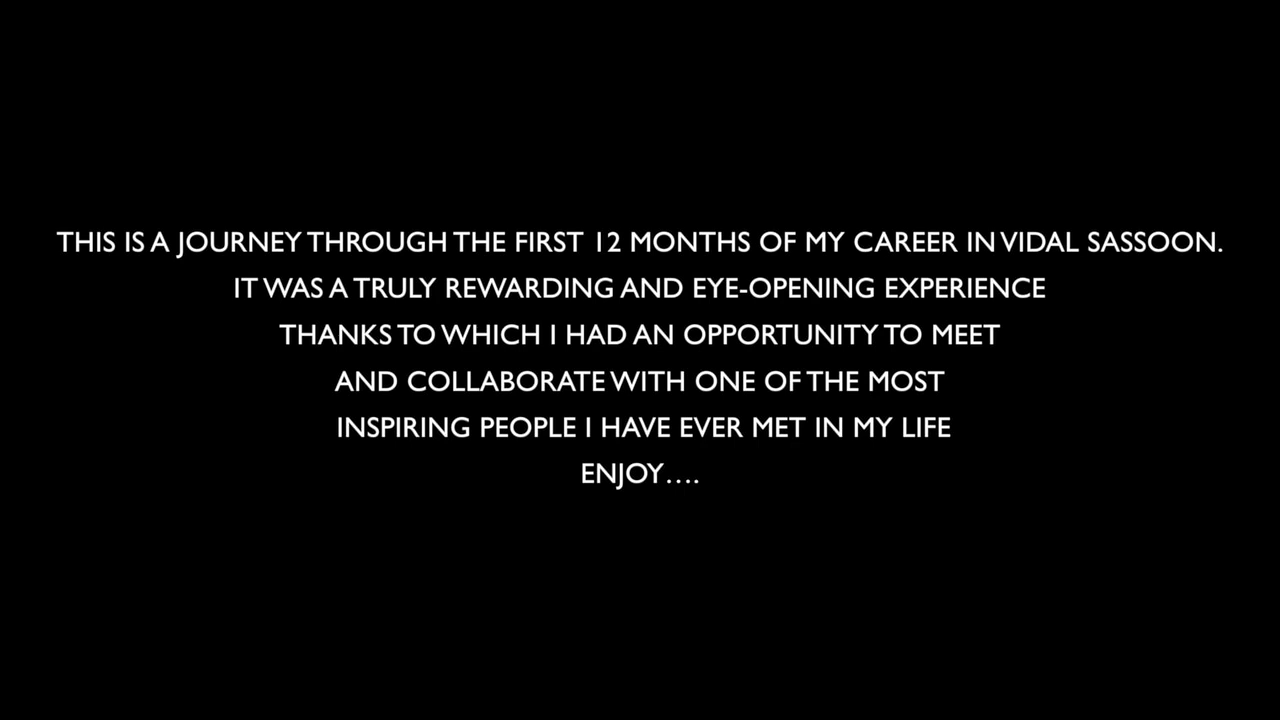 THIS IS A JOURNEY THROUGH THE FIRST 12 MONTHS OF MY CAREER IN VIDAL SASSOON.
IT WAS A TRULY REWARDING AND EYE-OPENING EXPERIENCE
THANKS TO WHICH I HAD AN OPPORTUNITY TO MEET
AND COLLABORATE WITH ONE OF THE MOST
INSPIRING PEOPLE I HAVE EVER MET IN MY LIFE
ENJOY....